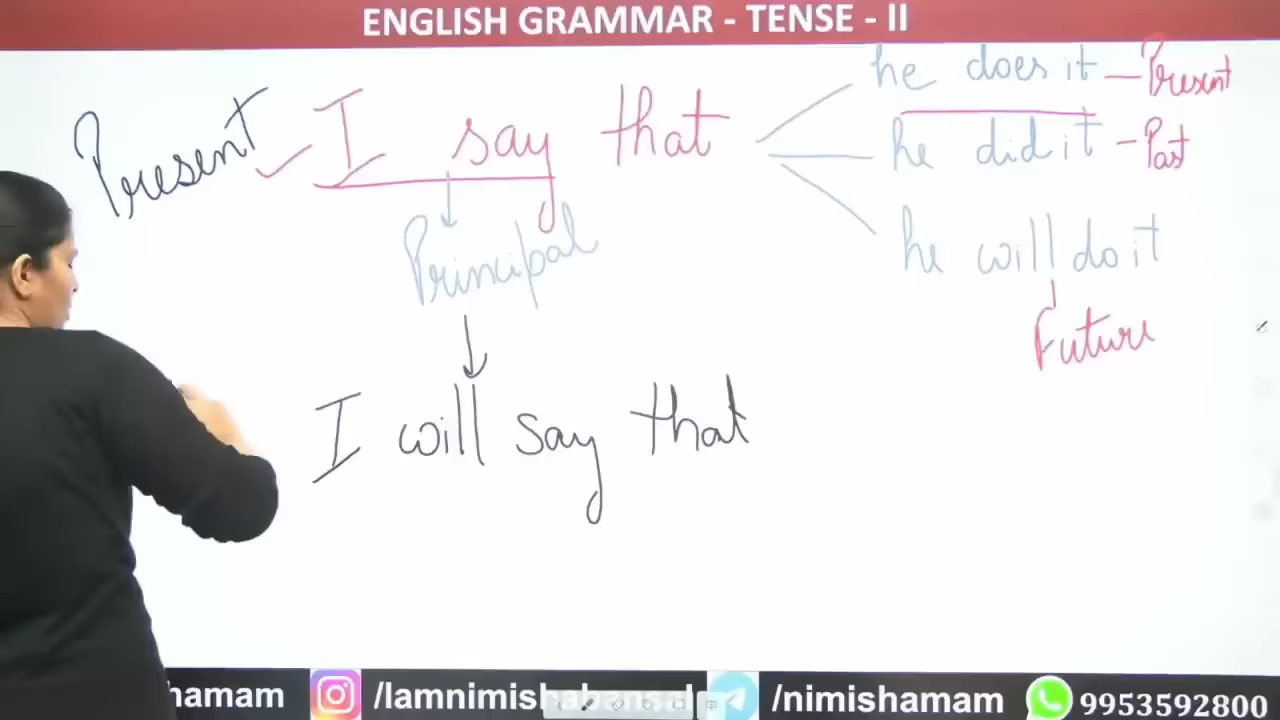 ENGLISH GRAMMAR - TENSE - II
he does it — Present
Present I say that
he did it - Past
Principal
he will do it
Future
I will say that
hamam /Iamnimishabansal /nimishamam 9953592800